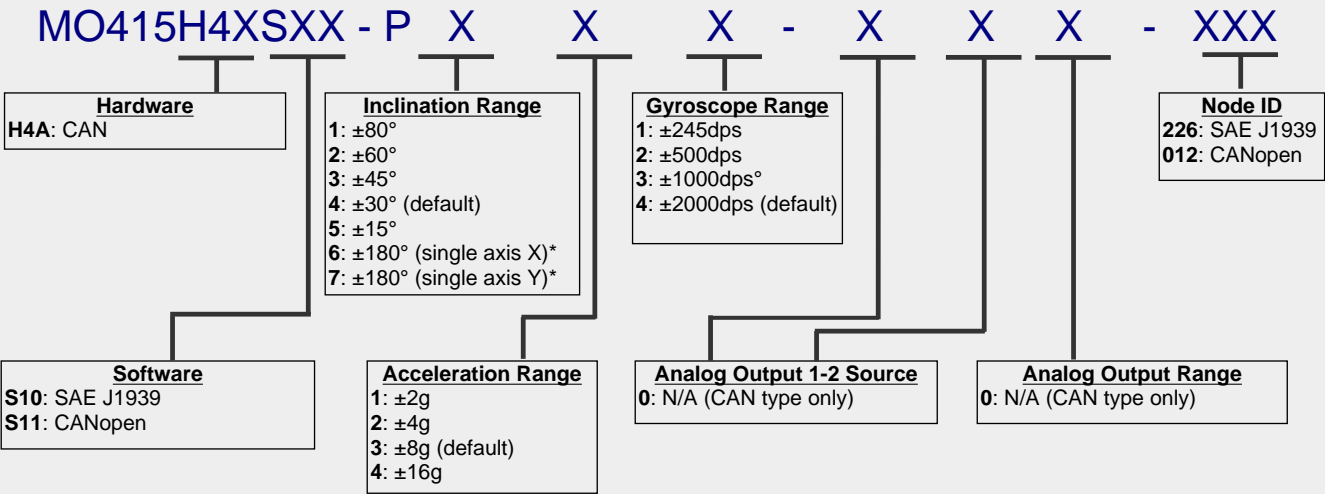 MO415H4XSXX - P X X X - X X X - XXX
Hardware
H4A: CAN
Inclination Range
1: ±80°
2: ±60°
3: ±45°
4: ±30° (default)
5: ±15°
6: ±180° (single axis X)*
7: ±180° (single axis Y)*
Gyroscope Range
1: ±245dps
2: ±500dps
3: ±1000dps°
4: ±2000dps (default)
Node ID
226: SAE J1939
012: CANopen
Software
S10: SAE J1939
S11: CANopen
Acceleration Range
1: ±2g
2: ±4g
3: ±8g (default)
4: ±16g
Analog Output 1-2 Source
0: N/A (CAN type only)
Analog Output Range
0: N/A (CAN type only)